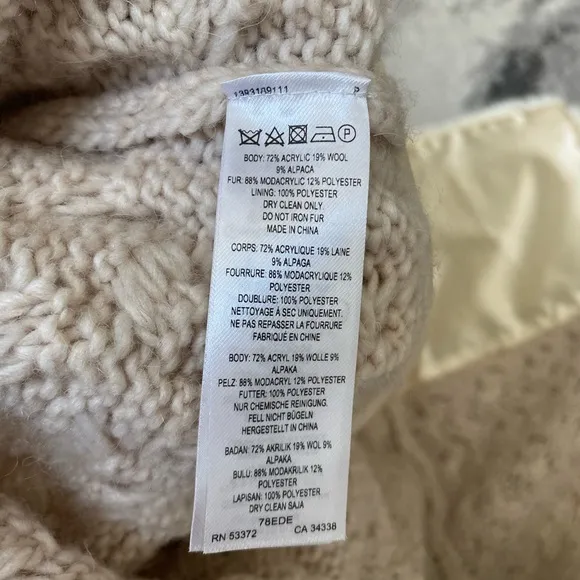 1393109111 P
BODY: 72% ACRYLIC 19% WOOL
9% ALPACA
FUR: 88% MODACRYLIC 12% POLYESTER
LINING: 100% POLYESTER
DRY CLEAN ONLY.
DO NOT IRON FUR
MADE IN CHINA
CORPS: 72% ACRYLIQUE 19% LAINE
9% ALPAGA
FOURRURE: 86% MODACRYLIQUE 12%
POLYESTER
DOUBLURE: 100% POLYESTER
NETTOYAGE À SEC UNIQUEMENT.
NE PAS REPASSER LA FOURRURE
FABRIQUÉ EN CHINE
BODY: 72% ACRYL 19% WOLLE 9%
ALPAKA
PELZ: 88% MODACRYL 12% POLYESTER
FUTTER: 100% POLYESTER
NUR CHEMISCHE REINIGUNG.
FELL NICHT BÜGELN
HERGESTELLT IN CHINA
BADAN: 72% AKRILIK 19% WOL 9%
ALPAKA
BULU: 88% MODAKRILIK 12%
POLYESTER
LAPISAN: 100% POLYESTER
DRY CLEAN SAJA
78EDE
RN 53372 CA 34338